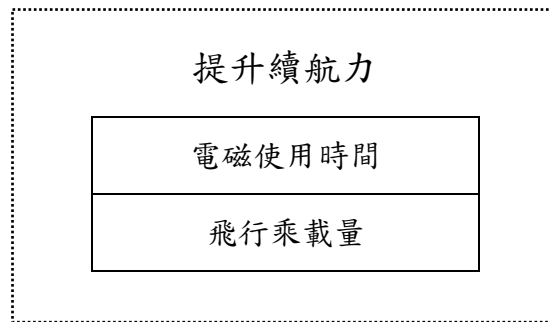 提升續航力
電磁使用時間
飛行乘載量